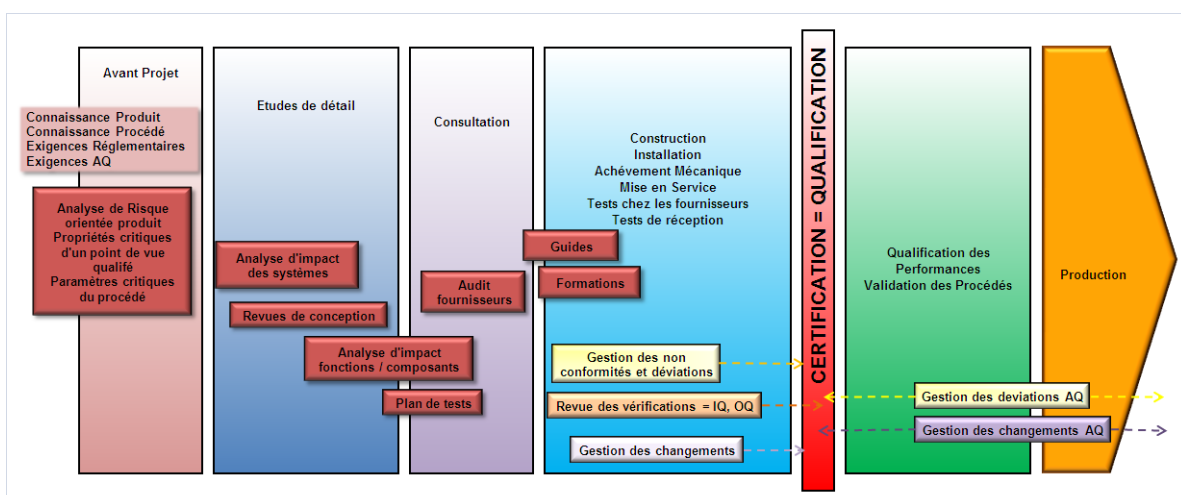 Avant Projet
Connaissance Produit
Connaissance Procédé
Exigences Réglementaires
Exigences AQ
Analyse de Risque
orientée produit
Propriétés critiques
d'un point de vue
qualifé
Paramètres critiques
du procédé
Etudes de détail
Analyse d'impact
des systèmes
Revues de conception
Analyse d'impact
fonctions / composants
Plan de tests
Consultation
Audit
fournisseurs
Guides
Formations
Construction
Installation
Achévement Mécanique
Mise en Service
Tests chez les fournisseurs
Tests de réception
Gestion des non
conformités et déviations
Revue des vérifications = IQ, OQ
Gestion des changements
CERTIFICATION = QUALIFICATION
Qualification des
Performances
Validation des Procédés
Production
Gestion des deviations AQ
Gestion des changements AQ